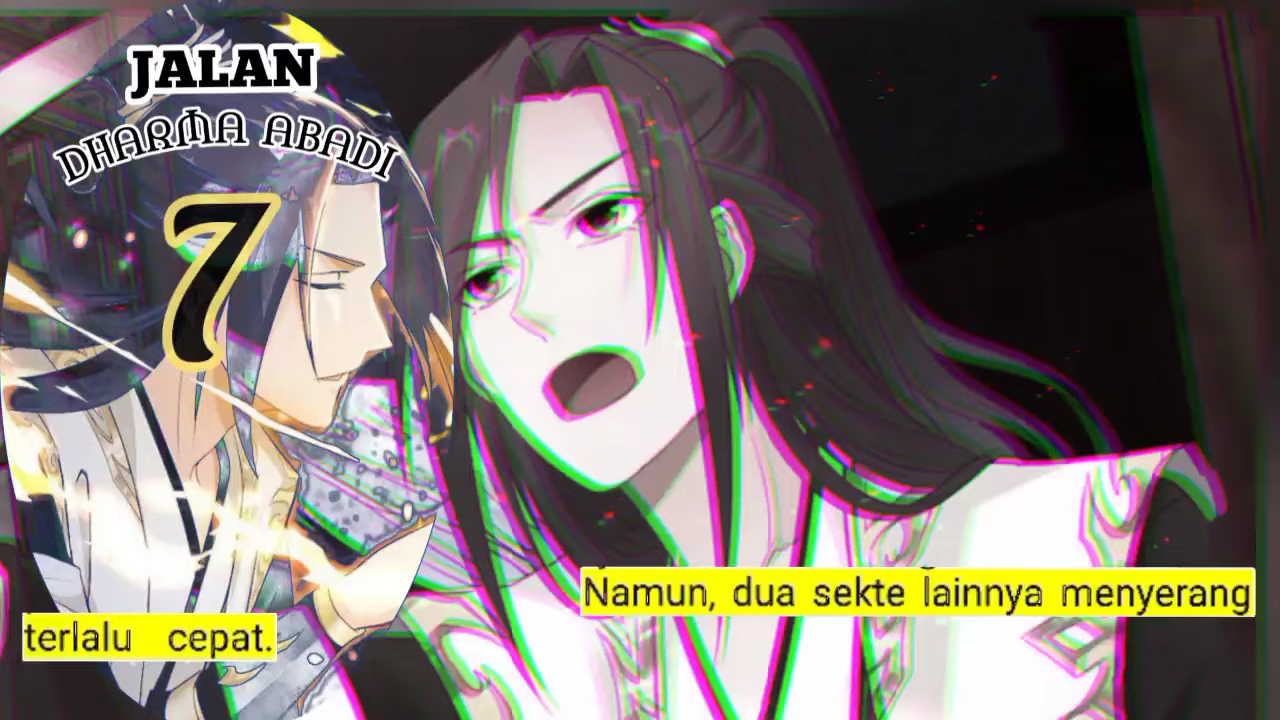 JALAN
DHARMA ABADI
7
Namun, dua sekte lainnya menyerang
terlalu cepat.